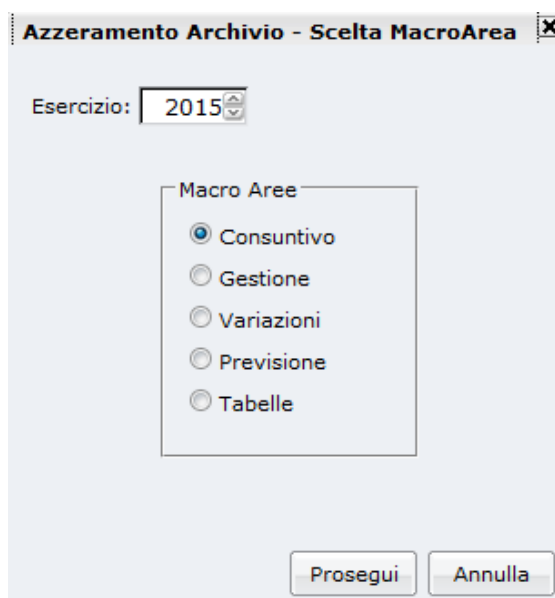 Azzeramento Archivio - Scelta MacroArea
Esercizio: 2015
Macro Aree
Consuntivo
Gestione
Variazioni
Previsione
Tabelle
Prosegui Annulla